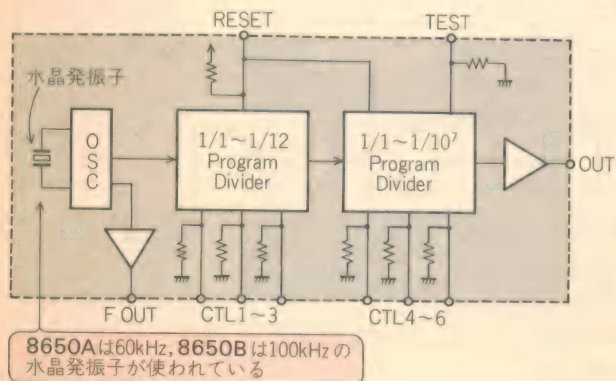 RESET
TEST
水晶発振子
OSC
1/1~1/12
Program
Divider
1/1~1/10⁷
Program
Divider
OUT
F OUT
CTL1~3
CTL4~6
8650Aは60kHz, 8650Bは100kHzの
水晶発振子が使われている